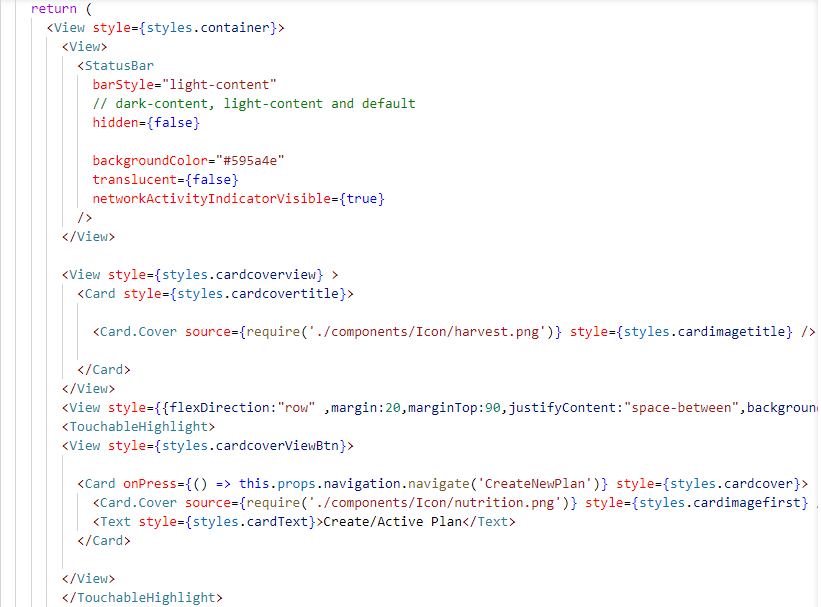 return (
<View style={styles.container}>
<View>
<StatusBar
barStyle="light-content"
// dark-content, light-content and default
hidden={false}
backgroundColor="#595a4e"
translucent={false}
networkActivityIndicatorVisible={true}
/>
</View>
<View style={styles.cardcoverview} >
<Card style={styles.cardcovertitle}>
<Card.Cover source={require('./components/Icon/harvest.png')} style={styles.cardimagetitle} />
</Card>
</View>
<View style={{flexDirection:"row" ,margin:20,marginTop:90,justifyContent:"space-between",backgroun
<TouchableHighlight>
<View style={styles.cardcoverViewBtn}>
<Card onPress={() => this.props.navigation.navigate('CreateNewPlan')} style={styles.cardcover}>
<Card.Cover source={require('./components/Icon/nutrition.png')} style={styles.cardimagefirst} /
<Text style={styles.cardText}>Create/Active Plan</Text>
</Card>
</View>
</TouchableHighlight>